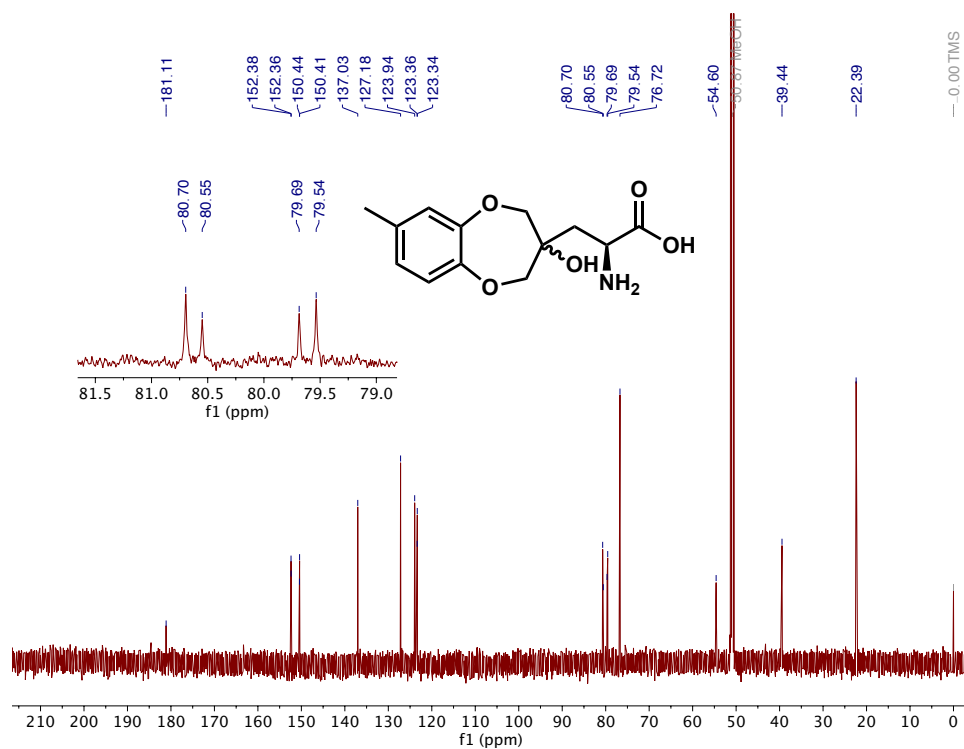 181.11
152.38
152.36
150.44
150.41
137.03
127.18
123.94
123.36
123.34
80.70
80.55
79.69
79.54
76.72
54.60
50.87 MeOH
39.44
22.39
0.00 TMS
80.70
80.55
79.69
79.54
O
O
OH
O
OH
NH2
81.5 81.0 80.5 80.0 79.5 79.0
f1 (ppm)
210 200 190 180 170 160 150 140 130 120 110 100 90 80 70 60 50 40 30 20 10 0
f1 (ppm)